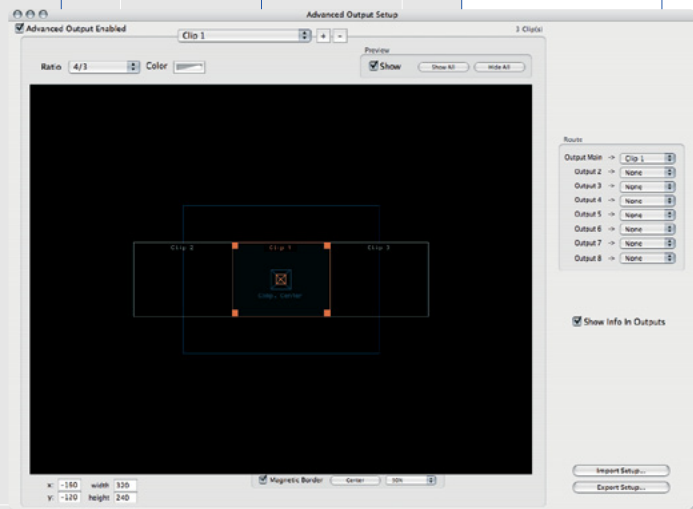 Advanced Output Setup
Advanced Output Enabled
Clip 1
+ -
3 Clip(s)
Preview
Ratio 4/3 Color
Show
Show All
Hide All
Route
Output Main -> Clip 1
Output 2 -> None
Output 3 -> None
Output 4 -> None
Output 5 -> None
Output 6 -> None
Output 7 -> None
Output 8 -> None
Clip 2
Clip 1
Clip 3
Comp. Center
Show Info In Outputs
Magnetic Border
Center
50%
x: -160 width 320
y: -120 height 240
Import Setup...
Export Setup...